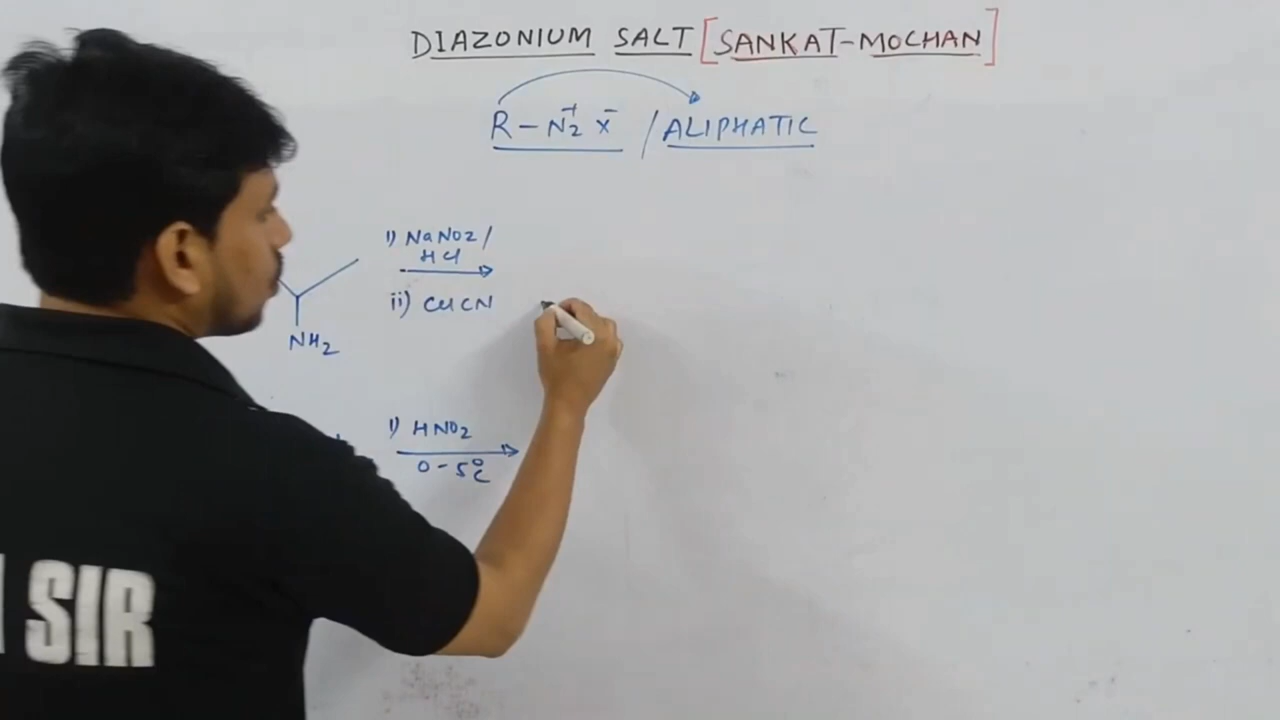 DIAZONIUM SALT [SANKAT-MOCHAN]
R - N₂⁺ X⁻ / ALIPHATIC
i) NaNO2 /
HCl
ii) CuCN
NH2
i) HNO2
0-5°C
SIR